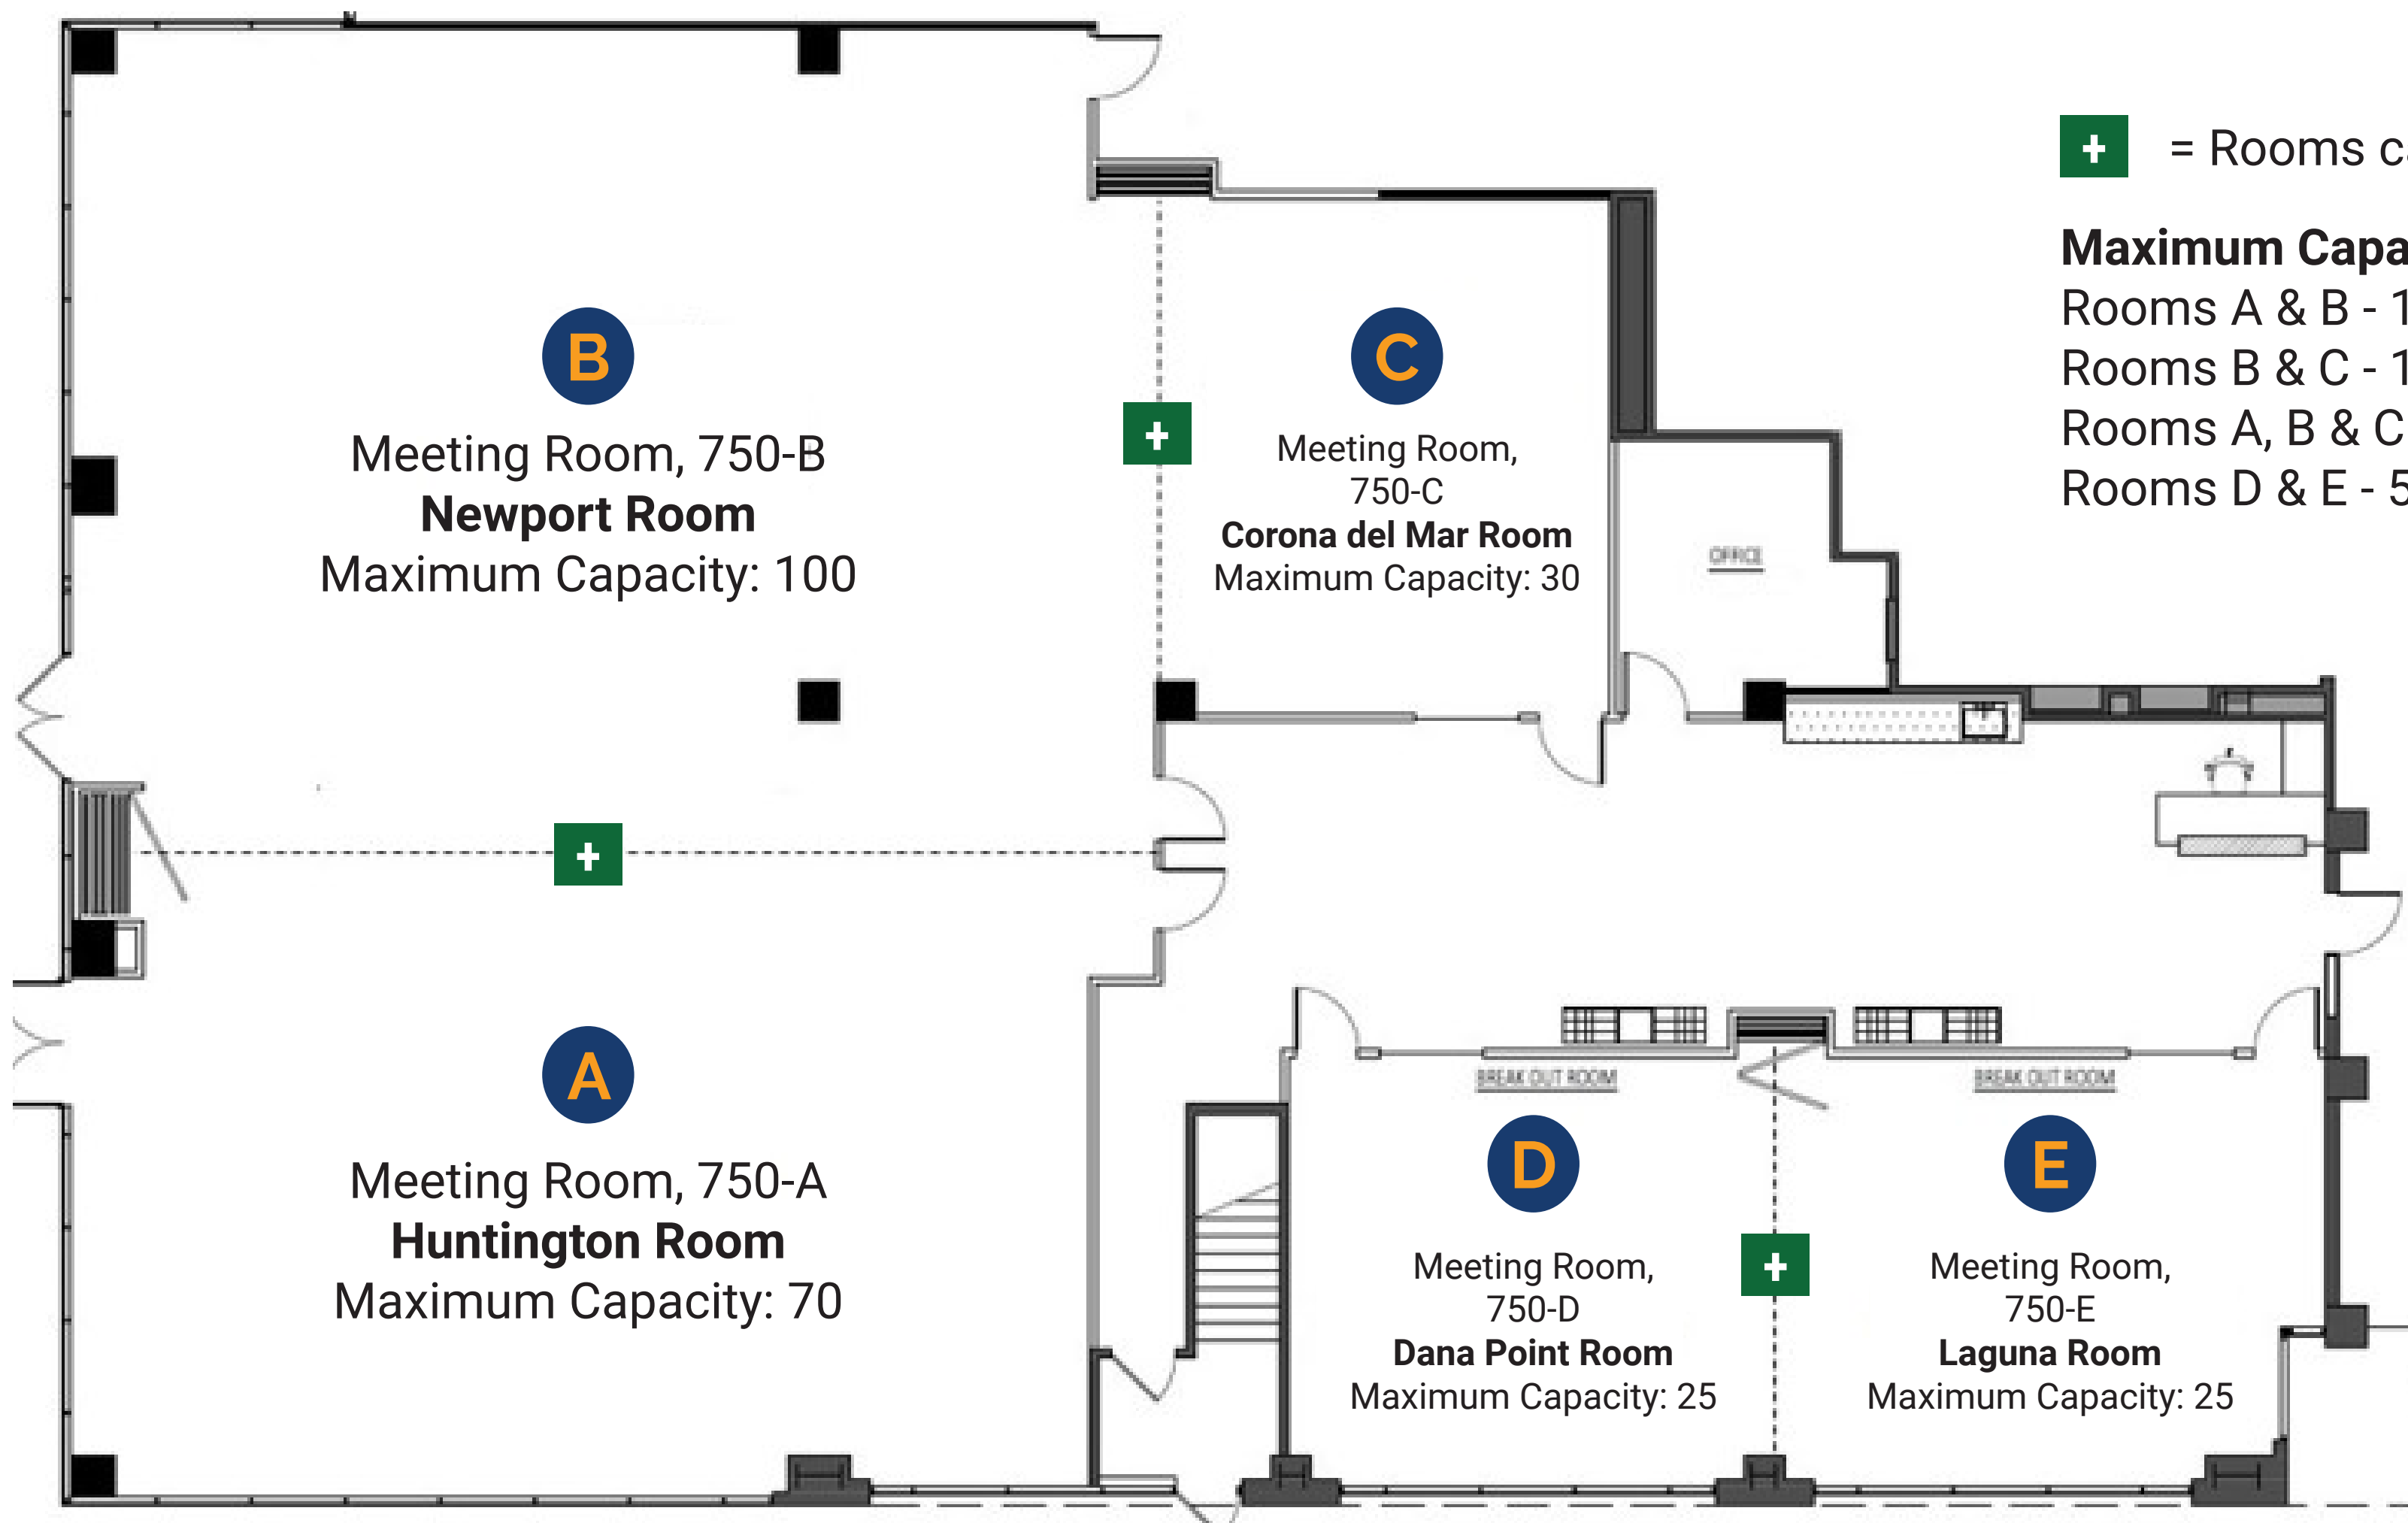 + = Rooms ca
Maximum Capa
Rooms A & B - 1
Rooms B & C - 1
Rooms A, B & C
Rooms D & E - 5
B
Meeting Room, 750-B
Newport Room
Maximum Capacity: 100
+
C
Meeting Room,
750-C
Corona del Mar Room
Maximum Capacity: 30
OFFICE
+
A
Meeting Room, 750-A
Huntington Room
Maximum Capacity: 70
BREAK OUT ROOM
D
Meeting Room,
750-D
Dana Point Room
Maximum Capacity: 25
+
BREAK OUT ROOM
E
Meeting Room,
750-E
Laguna Room
Maximum Capacity: 25